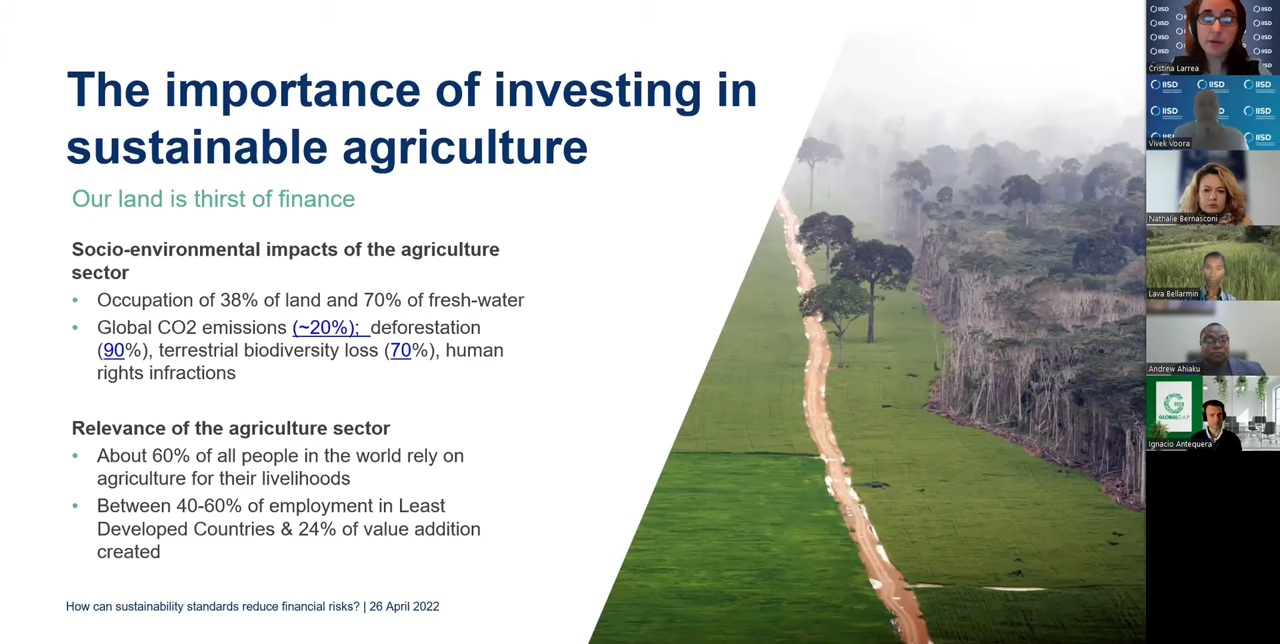 The importance of investing in
sustainable agriculture
Our land is thirst of finance
Socio-environmental impacts of the agriculture
sector
• Occupation of 38% of land and 70% of fresh-water
• Global CO2 emissions (~20%); deforestation
(90%), terrestrial biodiversity loss (70%), human
rights infractions
Relevance of the agriculture sector
• About 60% of all people in the world rely on
agriculture for their livelihoods
• Between 40-60% of employment in Least
Developed Countries & 24% of value addition
created
How can sustainability standards reduce financial risks? | 26 April 2022
IISD
Cristina Larrea
IISD
IISD
IISD
Vivek Voora
Nathalie Bernasconi
Lava Bellarmin
Andrew Ahiaku
GLOBALG.A.P.
Ignacio Antequera